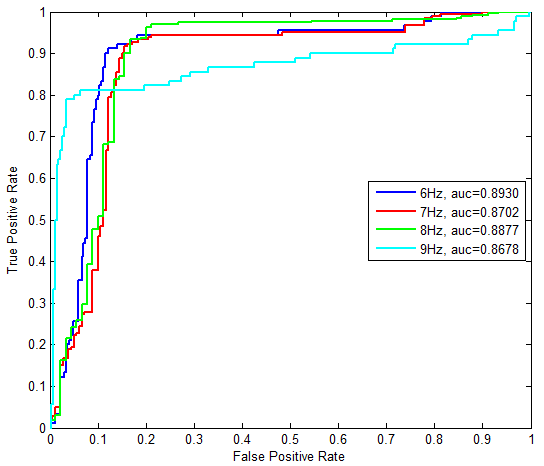 1
0.9
0.8
0.7
0.6
0.5
0.4
0.3
0.2
0.1
0
True Positive Rate
6Hz, auc=0.8930
7Hz, auc=0.8702
8Hz, auc=0.8877
9Hz, auc=0.8678
0 0.1 0.2 0.3 0.4 0.5 0.6 0.7 0.8 0.9 1
False Positive Rate